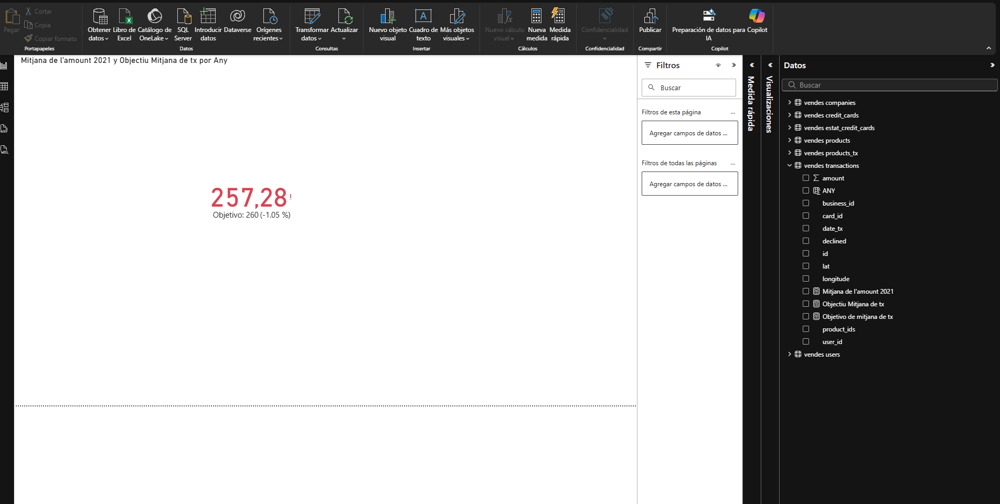 Pegar
Cortar
Copia
Copiar formato
Portapapeles
Obtener datos
Libro de Excel
Catálogo de OneLake
SQL Server
Introducir datos
Dataverse
Orígenes recientes
Datos
Transformar datos
Actualizar
Consultas
Nuevo objeto visual
Cuadro de texto
Más objetos visuales
Insertar
Nuevo cálculo visual
Nueva medida
Medida rápida
Cálculos
Confidencialidad
Confidencialidad
Publicar
Compartir
Preparación de datos para IA
Copilot
Copilot
Mitjana de l'amount 2021 y Objectiu Mitjana de tx por Any
257,28!
Objetivo: 260 (-1.05 %)
Filtros
Buscar
Filtros de esta página
...
Agregar campos de datos ...
Filtros de todas las páginas
...
Agregar campos de datos ...
Medida rápida
Visualizaciones
Datos
Buscar
vendes companies
vendes credit_cards
vendes estat_credit_cards
vendes products
vendes products_tx
vendes transactions
amount
ANY
business_id
card_id
date_tx
declined
id
lat
longitude
Mitjana de l'amount 2021
Objectiu Mitjana de tx
Objetivo de mitjana de tx
product_ids
user_id
vendes users